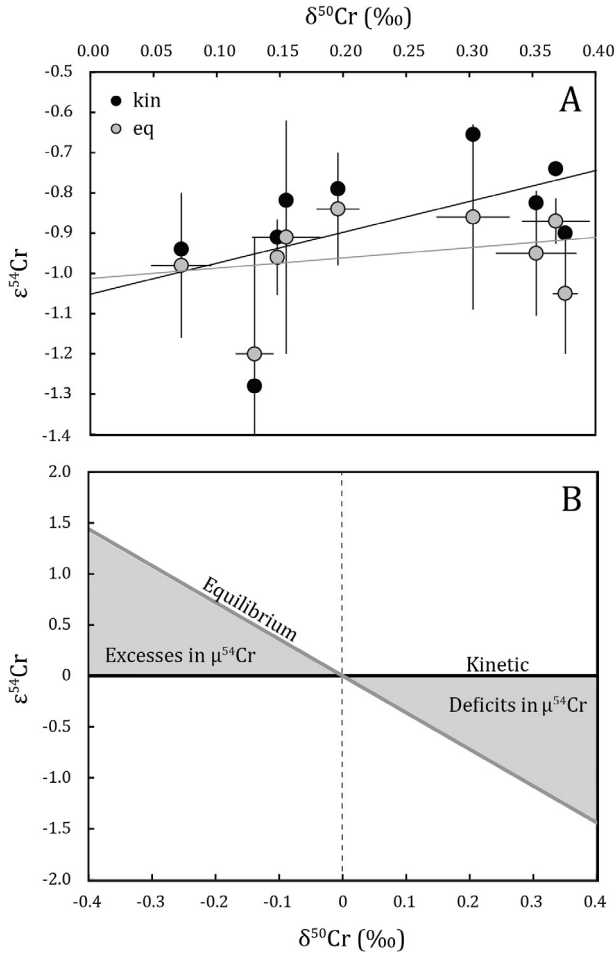 δ⁵⁰Cr (‰)
0.00 0.05 0.10 0.15 0.20 0.25 0.30 0.35 0.40
A
kin
eq
-0.5
-0.6
-0.7
-0.8
-0.9
-1.0
-1.1
-1.2
-1.3
-1.4
ε⁵⁴Cr
B
2.0
1.5
1.0
0.5
0
-0.5
-1.0
-1.5
-2.0
ε⁵⁴Cr
Equilibrium
Excesses in μ⁵⁴Cr
Kinetic
Deficits in μ⁵⁴Cr
-0.4 -0.3 -0.2 -0.1 0 0.1 0.2 0.3 0.4
δ⁵⁰Cr (‰)